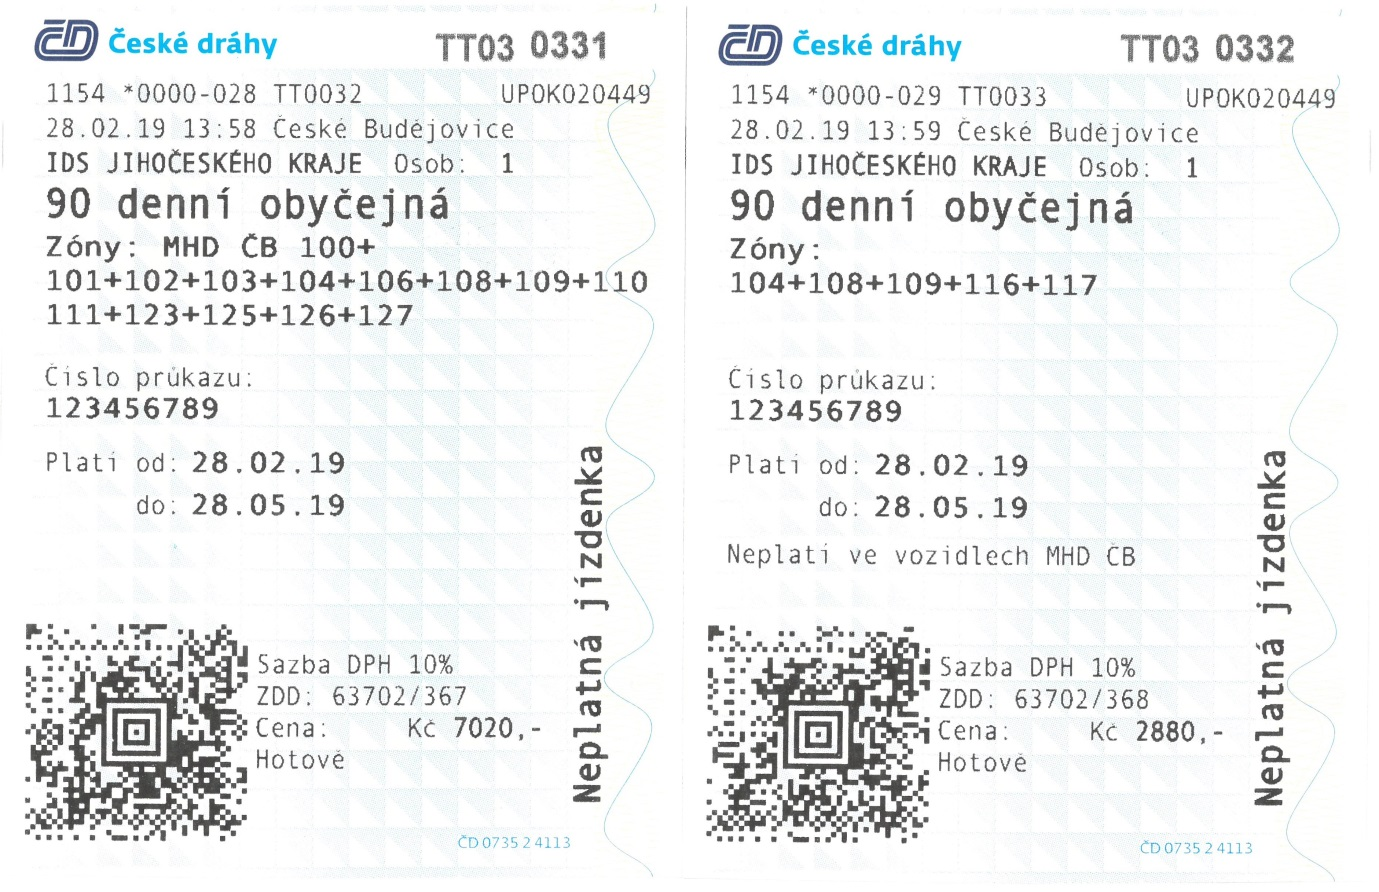 ČD České dráhy TT03 0331
1154 *0000-028 TT0032 UPOK020449
28.02.19 13:58 České Budějovice
IDS JIHOČESKÉHO KRAJE Osob: 1
90 denní obyčejná
Zóny: MHD ČB 100+
101+102+103+104+106+108+109+110
111+123+125+126+127
Číslo průkazu:
123456789
Platí od: 28.02.19
do: 28.05.19
Neplatná jízdenka
Sazba DPH 10%
ZDD: 63702/367
Cena: Kč 7020,-
Hotově
ČD 0735 2 4113
ČD České dráhy TT03 0332
1154 *0000-029 TT0033 UPOK020449
28.02.19 13:59 České Budějovice
IDS JIHOČESKÉHO KRAJE Osob: 1
90 denní obyčejná
Zóny:
104+108+109+116+117
Číslo průkazu:
123456789
Platí od: 28.02.19
do: 28.05.19
Neplatí ve vozidlech MHD ČB
Neplatná jízdenka
Sazba DPH 10%
ZDD: 63702/368
Cena: Kč 2880,-
Hotově
ČD 0735 2 4113